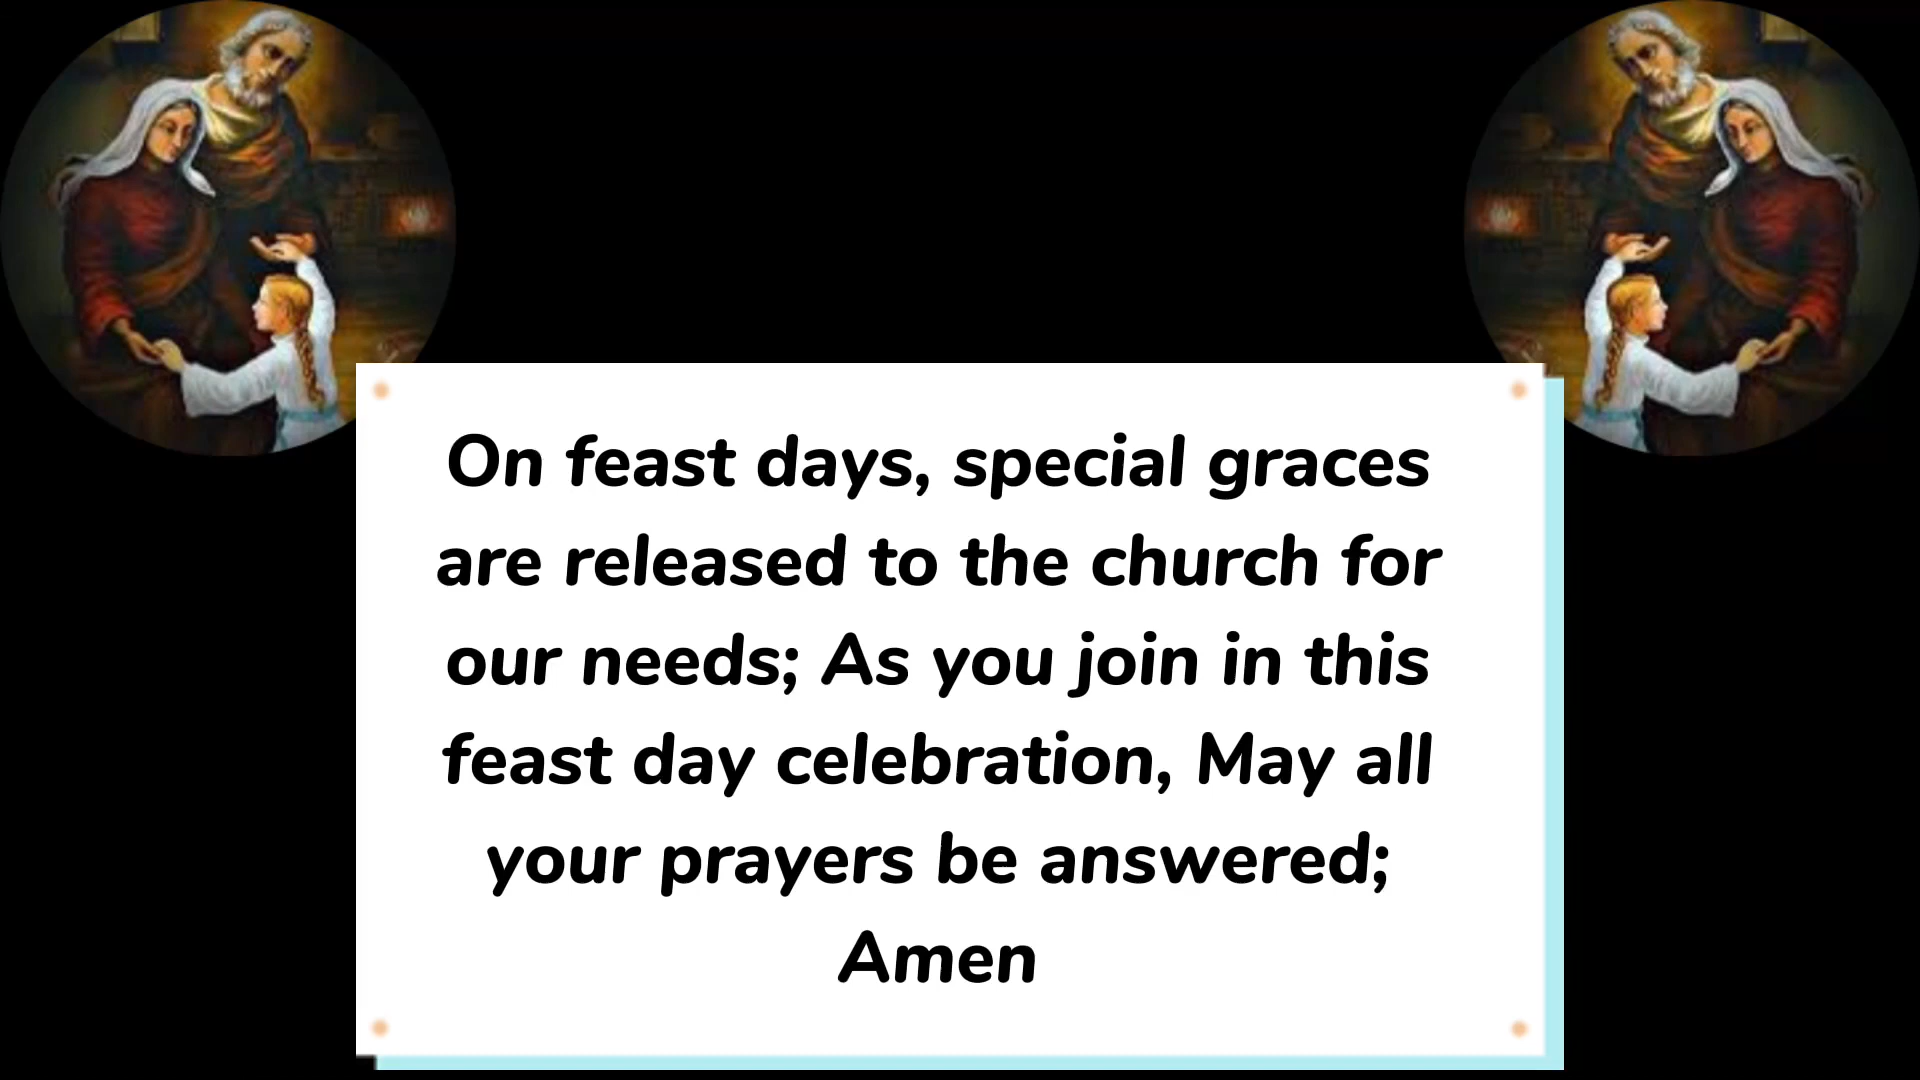 On feast days, special graces
are released to the church for
our needs; As you join in this
feast day celebration, May all
your prayers be answered;
Amen